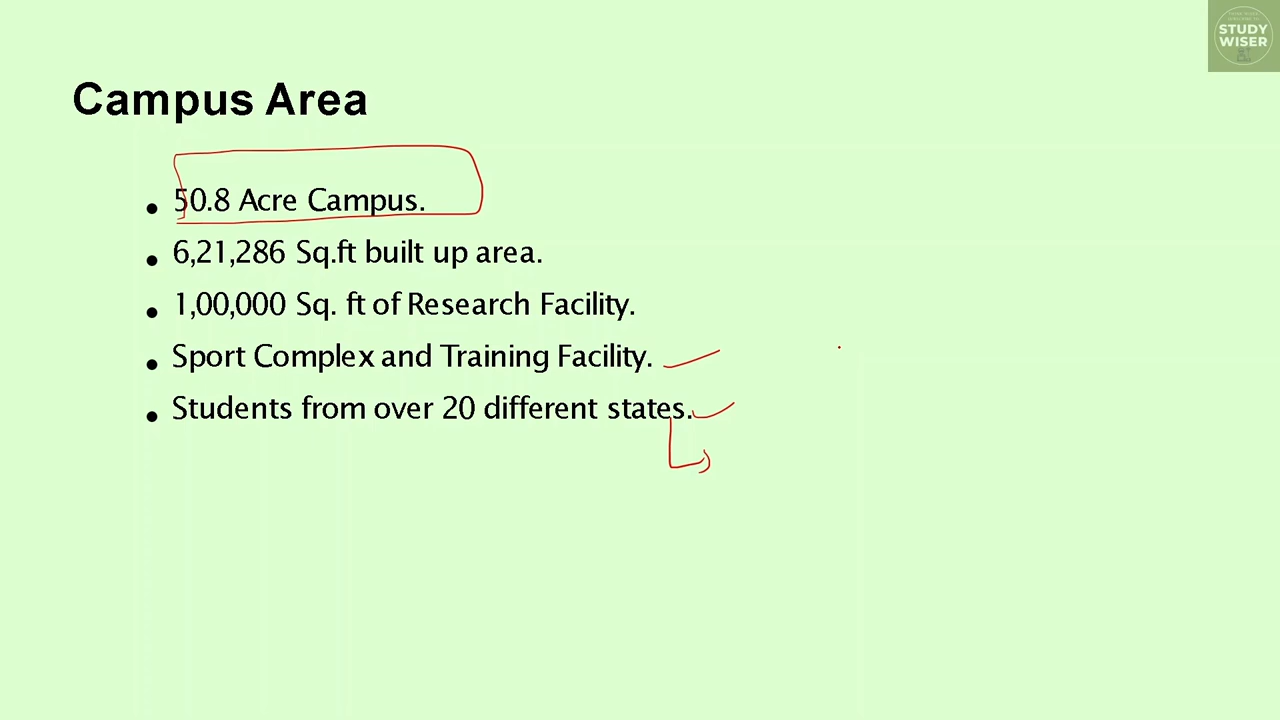 STUDY
WISER
Campus Area
• 50.8 Acre Campus.
• 6,21,286 Sq.ft built up area.
• 1,00,000 Sq. ft of Research Facility.
• Sport Complex and Training Facility.
• Students from over 20 different states.